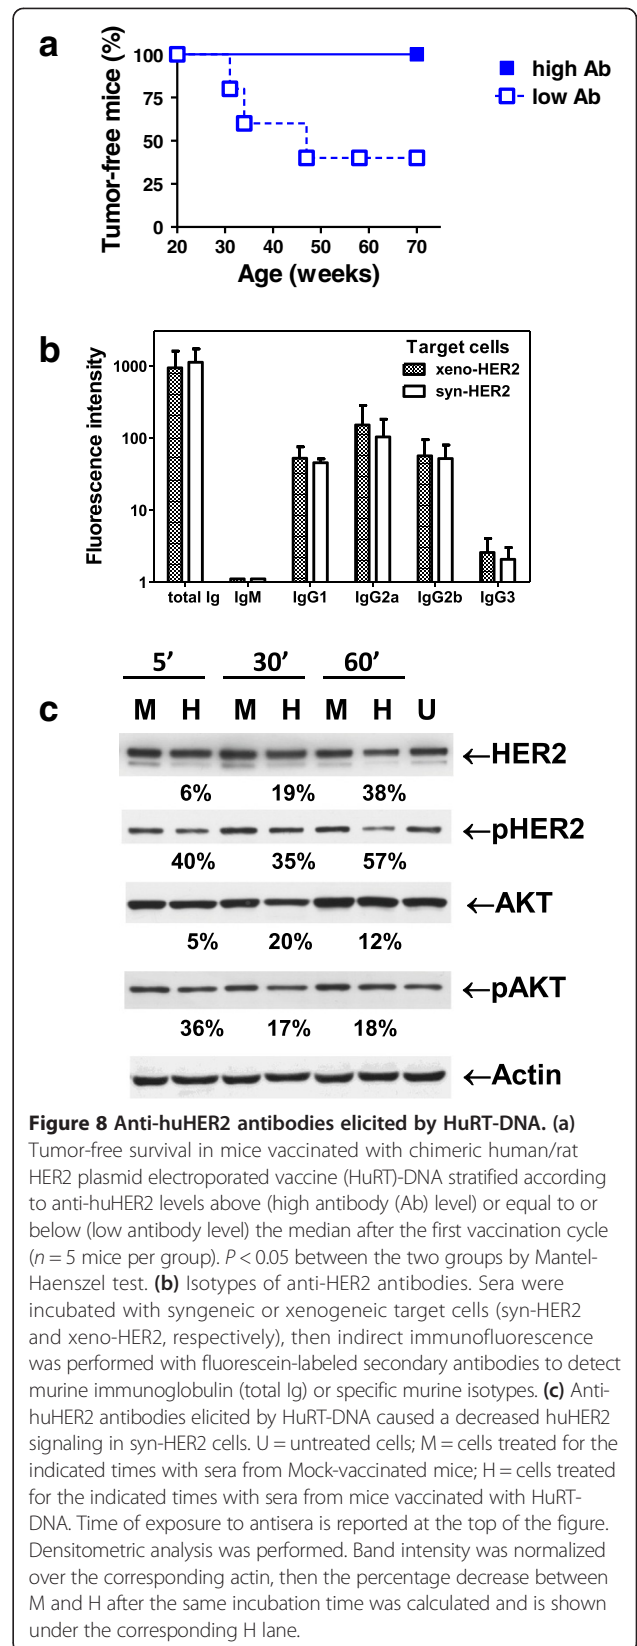 a
Tumor-free mice (%)
100
75
50
25
0
20 30 40 50 60 70
Age (weeks)
high Ab
low Ab
b
Fluorescence intensity
1000
100
10
1
Target cells
xeno-HER2
syn-HER2
total Ig IgM IgG1 IgG2a IgG2b IgG3
c
5’ 30’ 60’
M H M H M H U
←HER2
6% 19% 38%
←pHER2
40% 35% 57%
←AKT
5% 20% 12%
←pAKT
36% 17% 18%
←Actin
Figure 8 Anti-huHER2 antibodies elicited by HuRT-DNA. (a)
Tumor-free survival in mice vaccinated with chimeric human/rat
HER2 plasmid electroporated vaccine (HuRT)-DNA stratified according
to anti-huHER2 levels above (high antibody (Ab) level) or equal to or
below (low antibody level) the median after the first vaccination cycle
(n = 5 mice per group). P < 0.05 between the two groups by Mantel-
Haenszel test. (b) Isotypes of anti-HER2 antibodies. Sera were
incubated with syngeneic or xenogeneic target cells (syn-HER2
and xeno-HER2, respectively), then indirect immunofluorescence
was performed with fluorescein-labeled secondary antibodies to detect
murine immunoglobulin (total Ig) or specific murine isotypes. (c) Anti-
huHER2 antibodies elicited by HuRT-DNA caused a decreased huHER2
signaling in syn-HER2 cells. U = untreated cells; M = cells treated for the
indicated times with sera from Mock-vaccinated mice; H = cells treated
for the indicated times with sera from mice vaccinated with HuRT-
DNA. Time of exposure to antisera is reported at the top of the figure.
Densitometric analysis was performed. Band intensity was normalized
over the corresponding actin, then the percentage decrease between
M and H after the same incubation time was calculated and is shown
under the corresponding H lane.